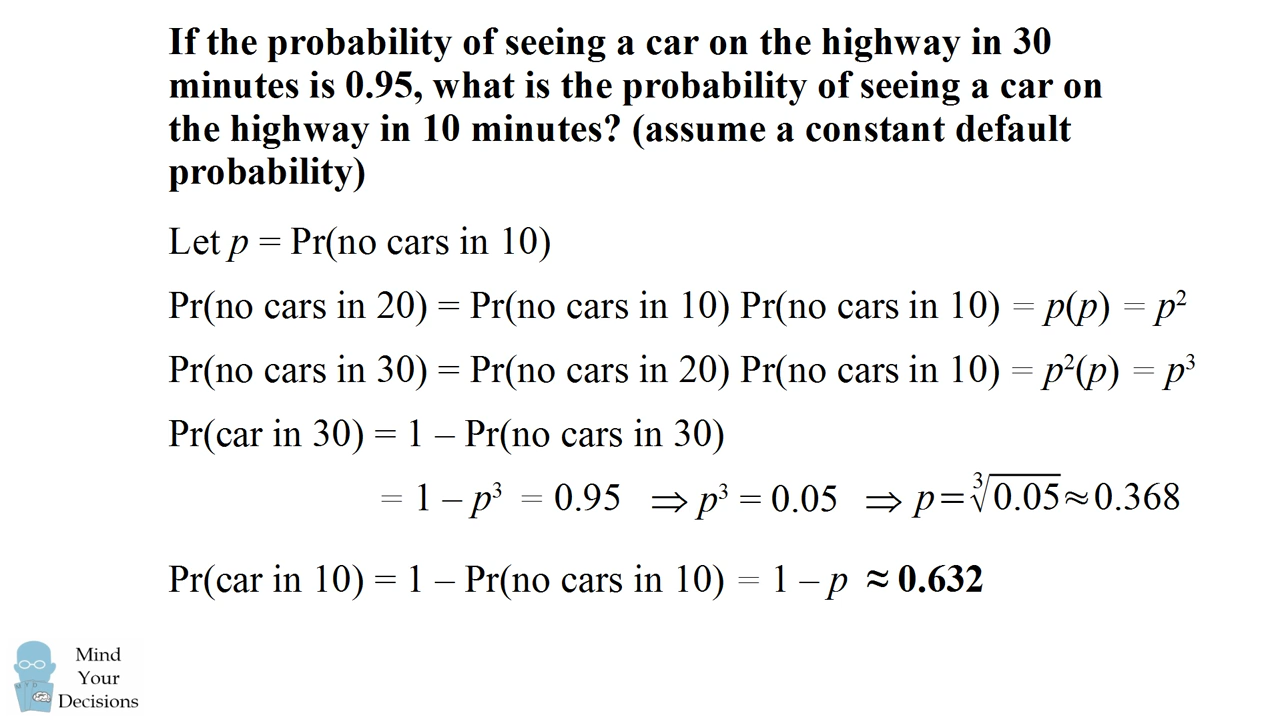 If the probability of seeing a car on the highway in 30
minutes is 0.95, what is the probability of seeing a car on
the highway in 10 minutes? (assume a constant default
probability)
Let p = Pr(no cars in 10)
Pr(no cars in 20) = Pr(no cars in 10) Pr(no cars in 10) = p(p) = p²
Pr(no cars in 30) = Pr(no cars in 20) Pr(no cars in 10) = p²(p) = p³
Pr(car in 30) = 1 – Pr(no cars in 30)
= 1 – p³ = 0.95 ⇒ p³ = 0.05 ⇒ p = ∛0.05 ≈ 0.368
Pr(car in 10) = 1 – Pr(no cars in 10) = 1 – p ≈ 0.632
Mind
Your
Decisions